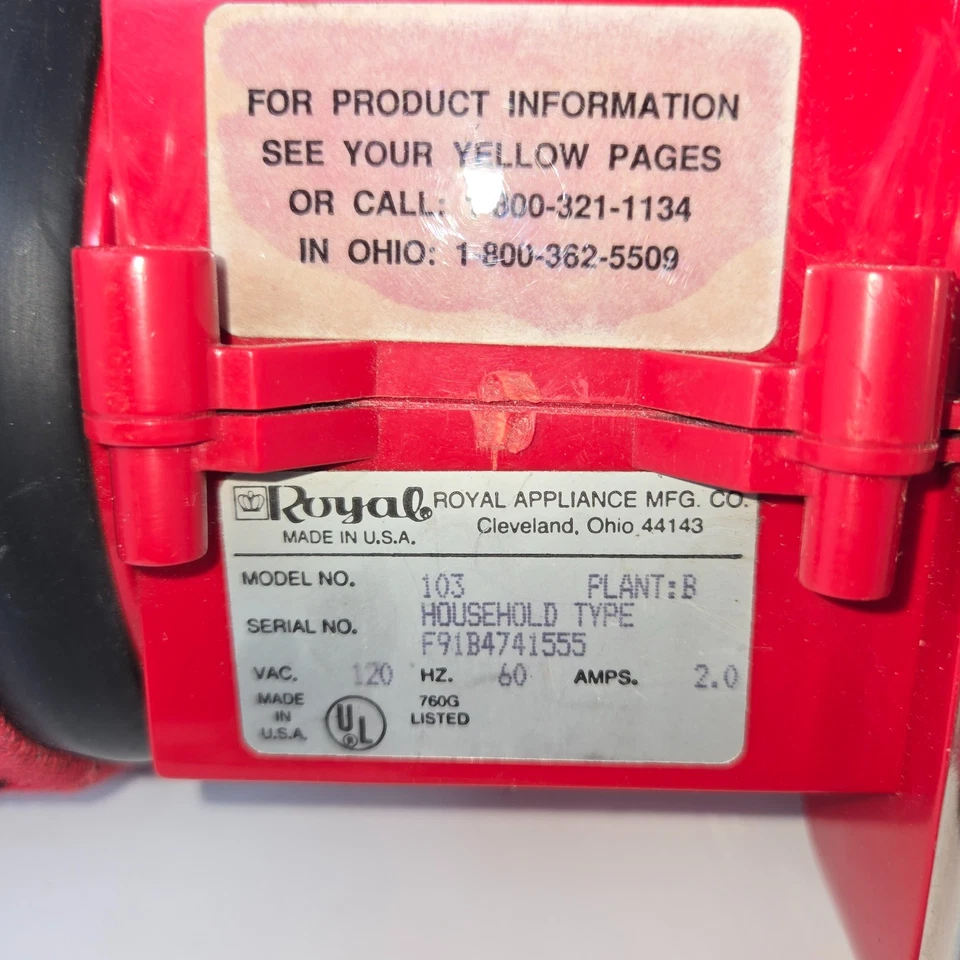 FOR PRODUCT INFORMATION
SEE YOUR YELLOW PAGES
OR CALL: 1-800-321-1134
IN OHIO: 1-800-362-5509
Royal® ROYAL APPLIANCE MFG. CO.
MADE IN U.S.A. Cleveland, Ohio 44143
MODEL NO. 103 PLANT:B
HOUSEHOLD TYPE
SERIAL NO. F91B4741555
VAC. 120 HZ. 60 AMPS. 2.0
MADE
IN
U.S.A.
UL®
760G
LISTED